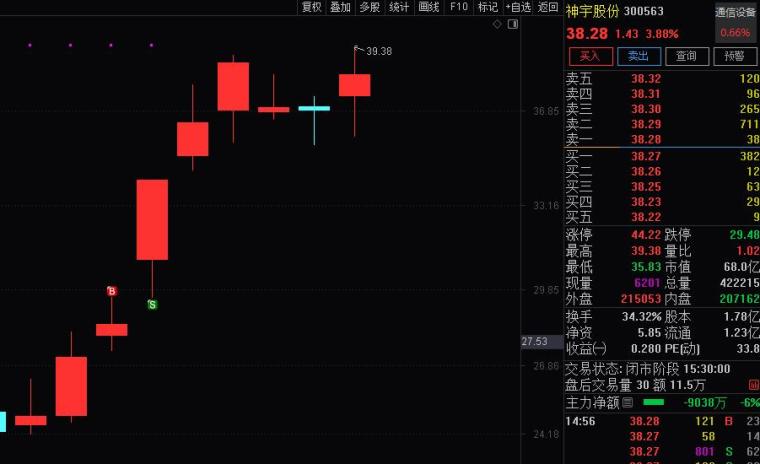 复权 叠加 多股 统计 画线 F10 标记 +自选 返回
神宇股份 300563 通信设备
38.28 1.43 3.88% 0.66%
买入 卖出 查询 预警
39.38
36.85
33.16
29.85
27.53
26.86
24.18
B
S
卖五 38.32 120
卖四 38.31 96
卖三 38.30 265
卖二 38.29 711
卖一 38.28 38
买一 38.27 382
买二 38.26 12
买三 38.25 63
买四 38.23 29
买五 38.22 9
涨停 44.22 跌停 29.48
最高 39.38 量比 1.02
最低 35.83 市值 68.0亿
现量 6201 总量 422215
外盘 215053 内盘 207162
换手 34.32% 股本 1.78亿
净资 5.85 流通 1.23亿
收益㈠ 0.280 PE(动) 33.8
交易状态: 闭市阶段 15:30:00
盘后交易量 30 额 11.5万
主力净额 -9038万 -6%
14:56 38.28 121 B 23
38.27 58 14
38.27 801 S 62